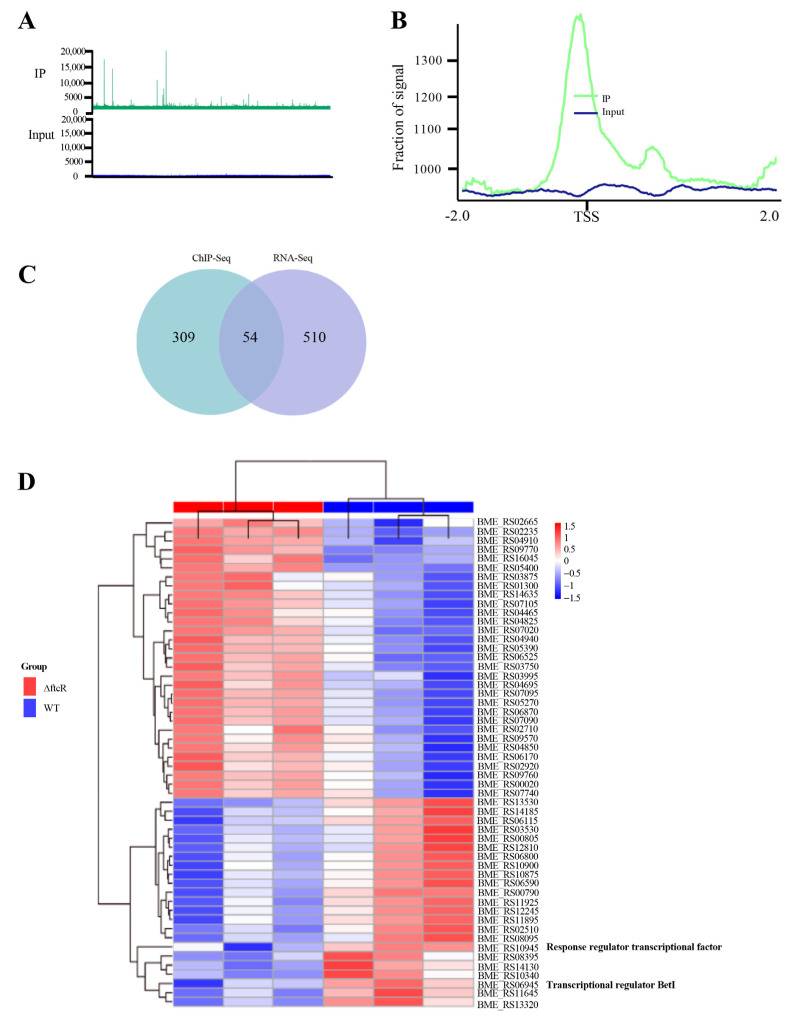 A
IP
20,000
15,000
10,000
5000
0
Input
20,000
15,000
10,000
5000
0
B
Fraction of signal
1300
1200
1100
1000
IP
Input
-2.0
TSS
2.0
C
ChIP-Seq
RNA-Seq
309
54
510
D
Group
ΔftcR
WT
BME_RS02665
BME_RS02235
BME_RS04910
BME_RS09770
BME_RS16045
BME_RS05400
BME_RS03875
BME_RS01300
BME_RS14635
BME_RS07105
BME_RS04465
BME_RS04825
BME_RS07020
BME_RS04940
BME_RS05390
BME_RS06525
BME_RS03750
BME_RS03995
BME_RS04695
BME_RS07095
BME_RS05270
BME_RS06870
BME_RS07090
BME_RS02710
BME_RS09570
BME_RS04850
BME_RS06170
BME_RS02920
BME_RS09760
BME_RS00020
BME_RS07740
BME_RS13530
BME_RS14185
BME_RS06115
BME_RS03530
BME_RS00805
BME_RS12810
BME_RS06800
BME_RS10900
BME_RS10875
BME_RS06590
BME_RS00790
BME_RS11925
BME_RS12245
BME_RS11895
BME_RS02510
BME_RS08095
BME_RS10945 Response regulator transcriptional factor
BME_RS08395
BME_RS14130
BME_RS10340
BME_RS06945 Transcriptional regulator BetI
BME_RS11645
BME_RS13320
1.5
1
0.5
0
−0.5
−1
−1.5